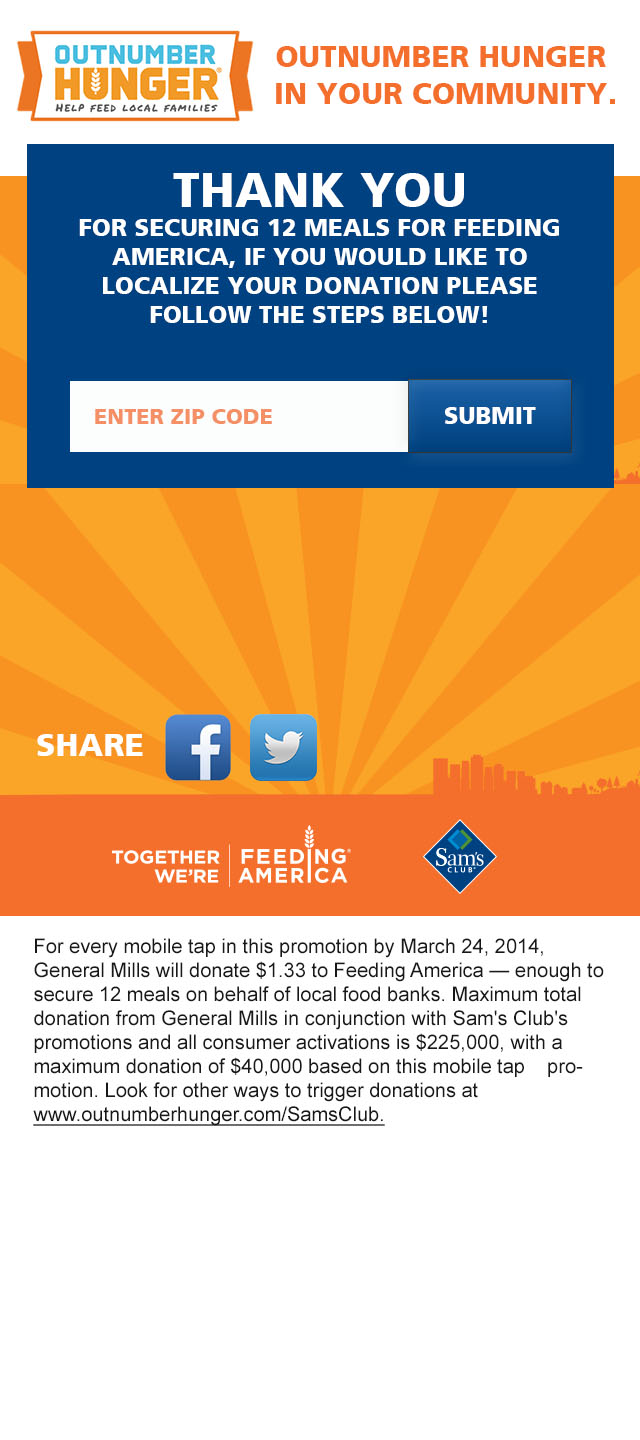 OUTNUMBER
HUNGER®
HELP FEED LOCAL FAMILIES
OUTNUMBER HUNGER
IN YOUR COMMUNITY.
THANK YOU
FOR SECURING 12 MEALS FOR FEEDING
AMERICA, IF YOU WOULD LIKE TO
LOCALIZE YOUR DONATION PLEASE
FOLLOW THE STEPS BELOW!
ENTER ZIP CODE
SUBMIT
SHARE
TOGETHER
WE'RE
FEEDING®
AMERICA
Sam's
CLUB
For every mobile tap in this promotion by March 24, 2014,
General Mills will donate $1.33 to Feeding America — enough to
secure 12 meals on behalf of local food banks. Maximum total
donation from General Mills in conjunction with Sam's Club's
promotions and all consumer activations is $225,000, with a
maximum donation of $40,000 based on this mobile tap pro-
motion. Look for other ways to trigger donations at
www.outnumberhunger.com/SamsClub.